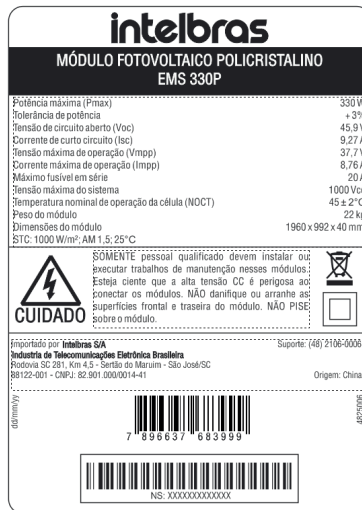 intelbras
MÓDULO FOTOVOLTAICO POLICRISTALINO
EMS 330P
Potência máxima (Pmax) 330 W
Tolerância de potência + 3%
Tensão de circuito aberto (Voc) 45,9 V
Corrente de curto circuito (Isc) 9,27 A
Tensão máxima de operação (Vmpp) 37,7 V
Corrente máxima de operação (Impp) 8,76 A
Máximo fusível em série 20 A
Tensão máxima do sistema 1000 Vcc
Temperatura nominal de operação da célula (NOCT) 45 ± 2°C
Peso do módulo 22 kg
Dimensões do módulo 1960 x 992 x 40 mm
STC: 1000 W/m²; AM 1,5; 25°C
CUIDADO
SOMENTE pessoal qualificado devem instalar ou
executar trabalhos de manutenção nesses módulos.
Esteja ciente que a alta tensão CC é perigosa ao
conectar os módulos. NÃO danifique ou arranhe as
superfícies frontal e traseira do módulo. NÃO PISE
sobre o módulo.
Importado por Intelbras S/A Suporte: (48) 2106-0006
Industria de Telecomunicações Eletrônica Brasileira
Rodovia SC 281, Km 4,5 - Sertão do Maruim - São José/SC
88122-001 - CNPJ: 82.901.000/0014-41 Origem: China
dd/mm/yy
4825006
7 896637 683999
NS: XXXXXXXXXXXXX